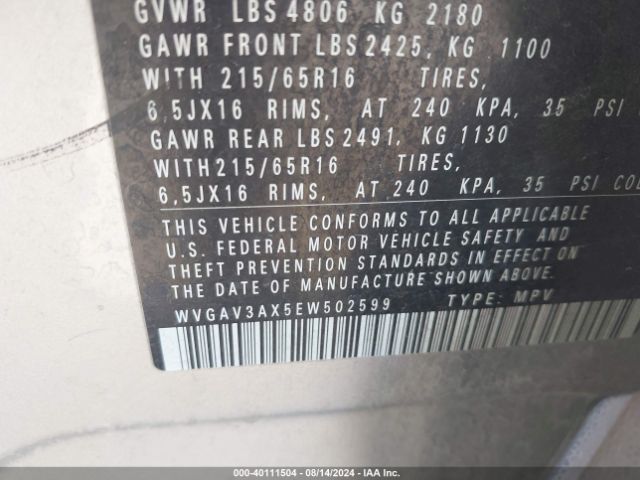 GVWR LBS 4806 KG 2180
GAWR FRONT LBS 2425, KG 1100
WITH 215/65R16 TIRES,
6,5JX16 RIMS, AT 240 KPA, 35 PSI
GAWR REAR LBS 2491, KG 1130
WITH 215/65R16 TIRES,
6,5JX16 RIMS, AT 240 KPA, 35 PSI
THIS VEHICLE CONFORMS TO ALL APPLICABLE
U.S. FEDERAL MOTOR VEHICLE SAFETY AND
THEFT PREVENTION STANDARDS IN EFFECT ON
THE DATE OF MANUFACTURE SHOWN ABOVE.
WVGAV3AX5EW502599 TYPE: MPV
000-40111504 - 08/14/2024 - IAA Inc.